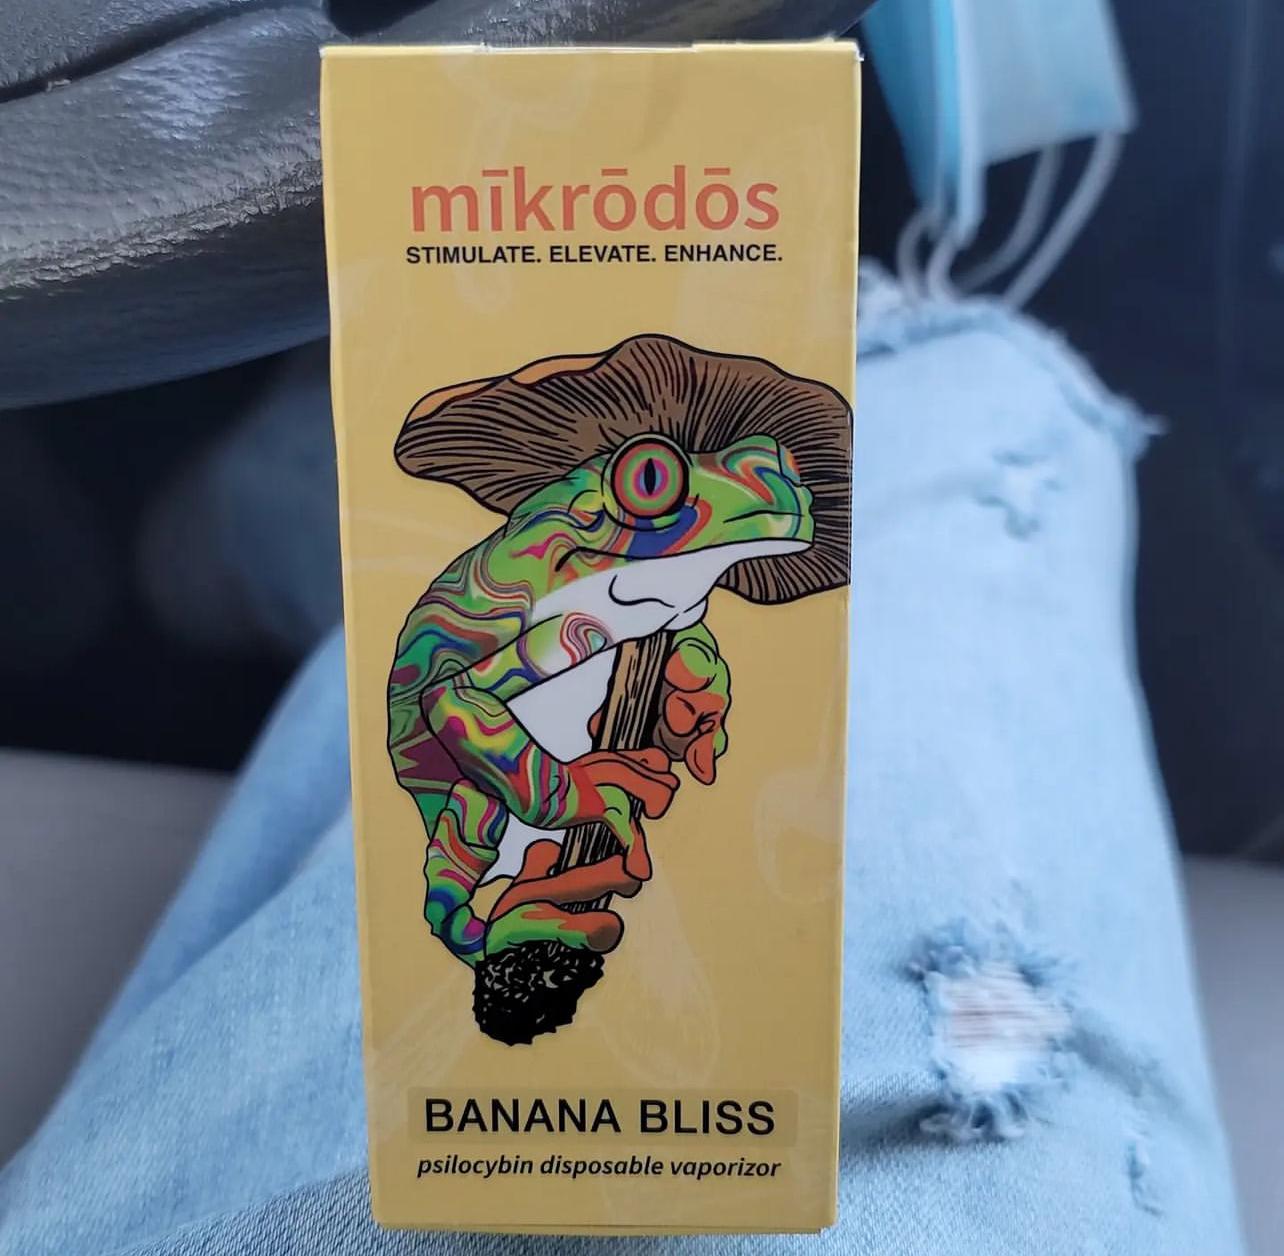 mīkrōdōs
STIMULATE. ELEVATE. ENHANCE.
BANANA BLISS
psilocybin disposable vaporizor